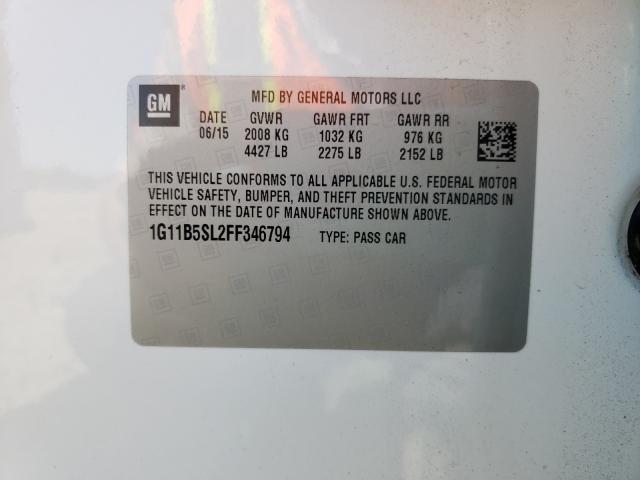 GM ®
MFD BY GENERAL MOTORS LLC
DATE GVWR GAWR FRT GAWR RR
06/15 2008 KG 1032 KG 976 KG
4427 LB 2275 LB 2152 LB
THIS VEHICLE CONFORMS TO ALL APPLICABLE U.S. FEDERAL MOTOR
VEHICLE SAFETY, BUMPER, AND THEFT PREVENTION STANDARDS IN
EFFECT ON THE DATE OF MANUFACTURE SHOWN ABOVE.
1G11B5SL2FF346794 TYPE: PASS CAR